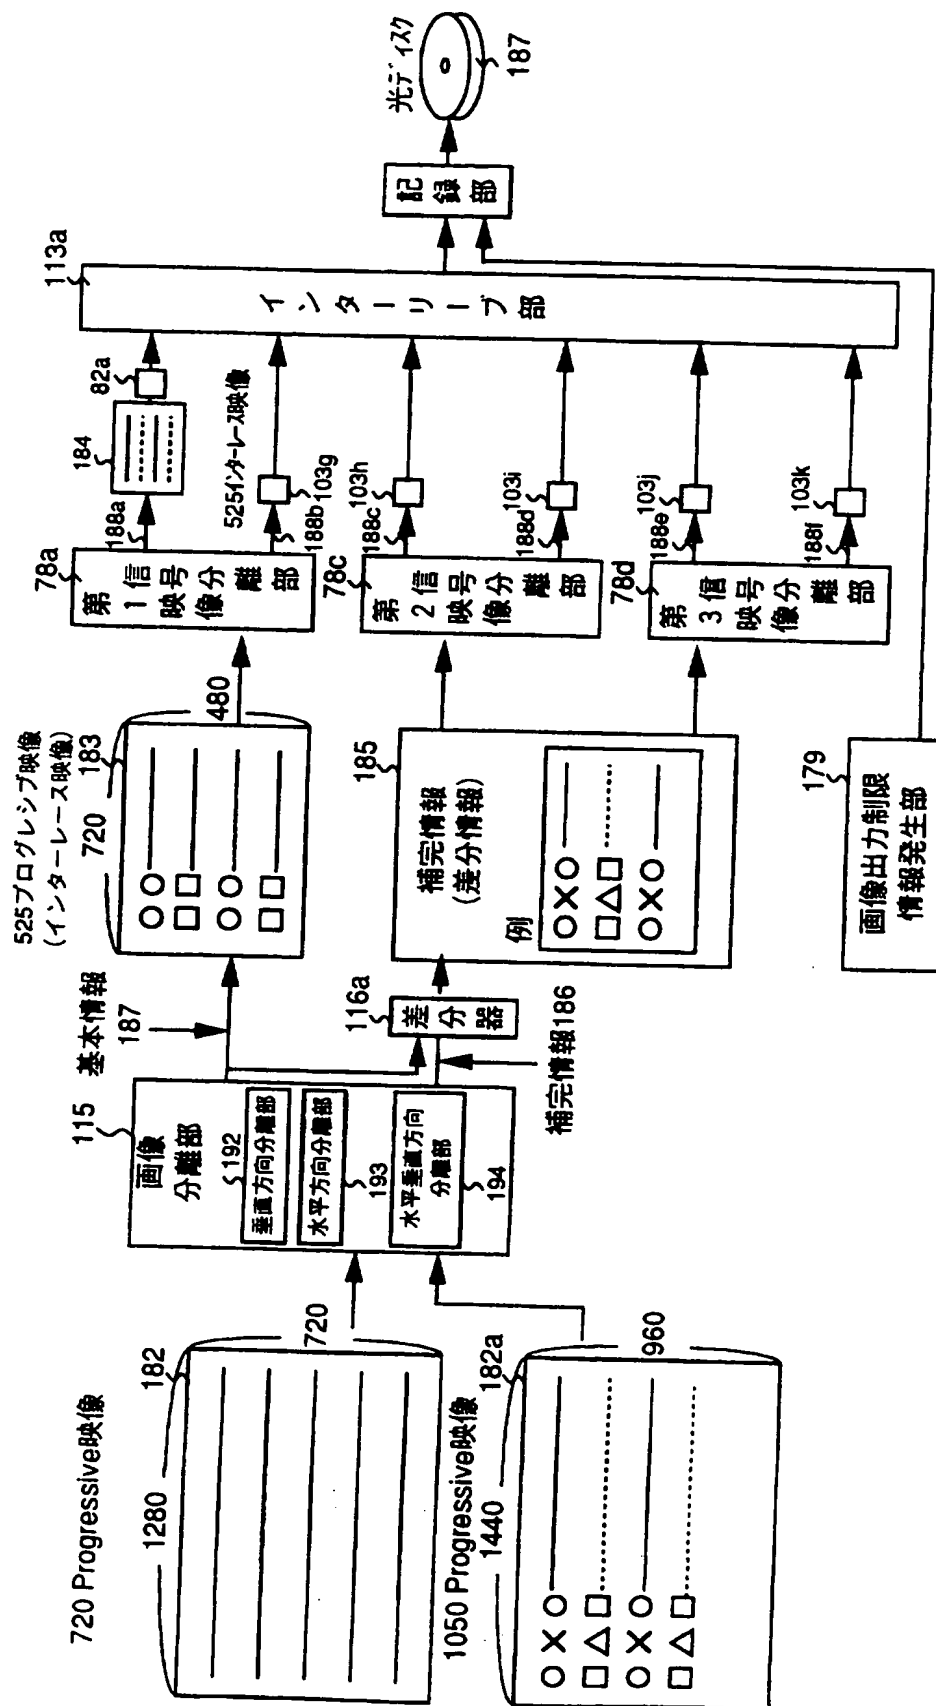 720 Progressive映像
1280
182
720
1050 Progressive映像
1440
182a
960
115
画像
分離部
192
垂直方向分離部
水平方向分離部
193
水平垂直方向
分離部
194
基本情報
187
116a
差分器
補完情報186
525プログレシブ映像
(インターレース映像)
720
183
480
185
補完情報
(差分情報)
例
179
画像出力制限
情報発生部
78a
第1映像信号分離部
78c
第2映像信号分離部
78d
第3映像信号分離部
188a
184
82a
188b
525インターレース映像
103g
188c
103h
188d
103i
188e
103j
188f
103k
113a
インターリーブ部
記録部
光ディスク
187